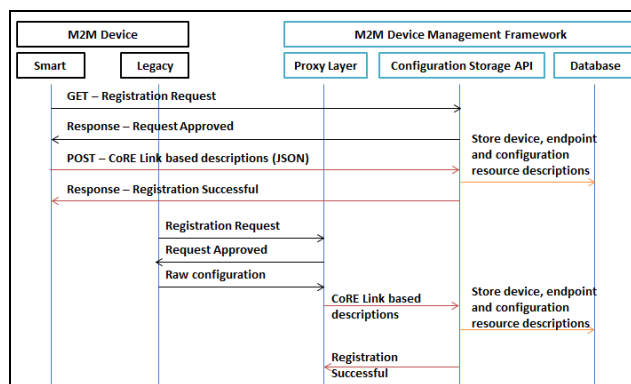 M2M Device
M2M Device Management Framework
Smart
Legacy
Proxy Layer
Configuration Storage API
Database
GET – Registration Request
Response – Request Approved
POST – CoRE Link based descriptions (JSON)
Store device, endpoint
and configuration
resource descriptions
Response – Registration Successful
Registration Request
Request Approved
Raw configuration
CoRE Link based
descriptions
Store device, endpoint
and configuration
resource descriptions
Registration
Successful